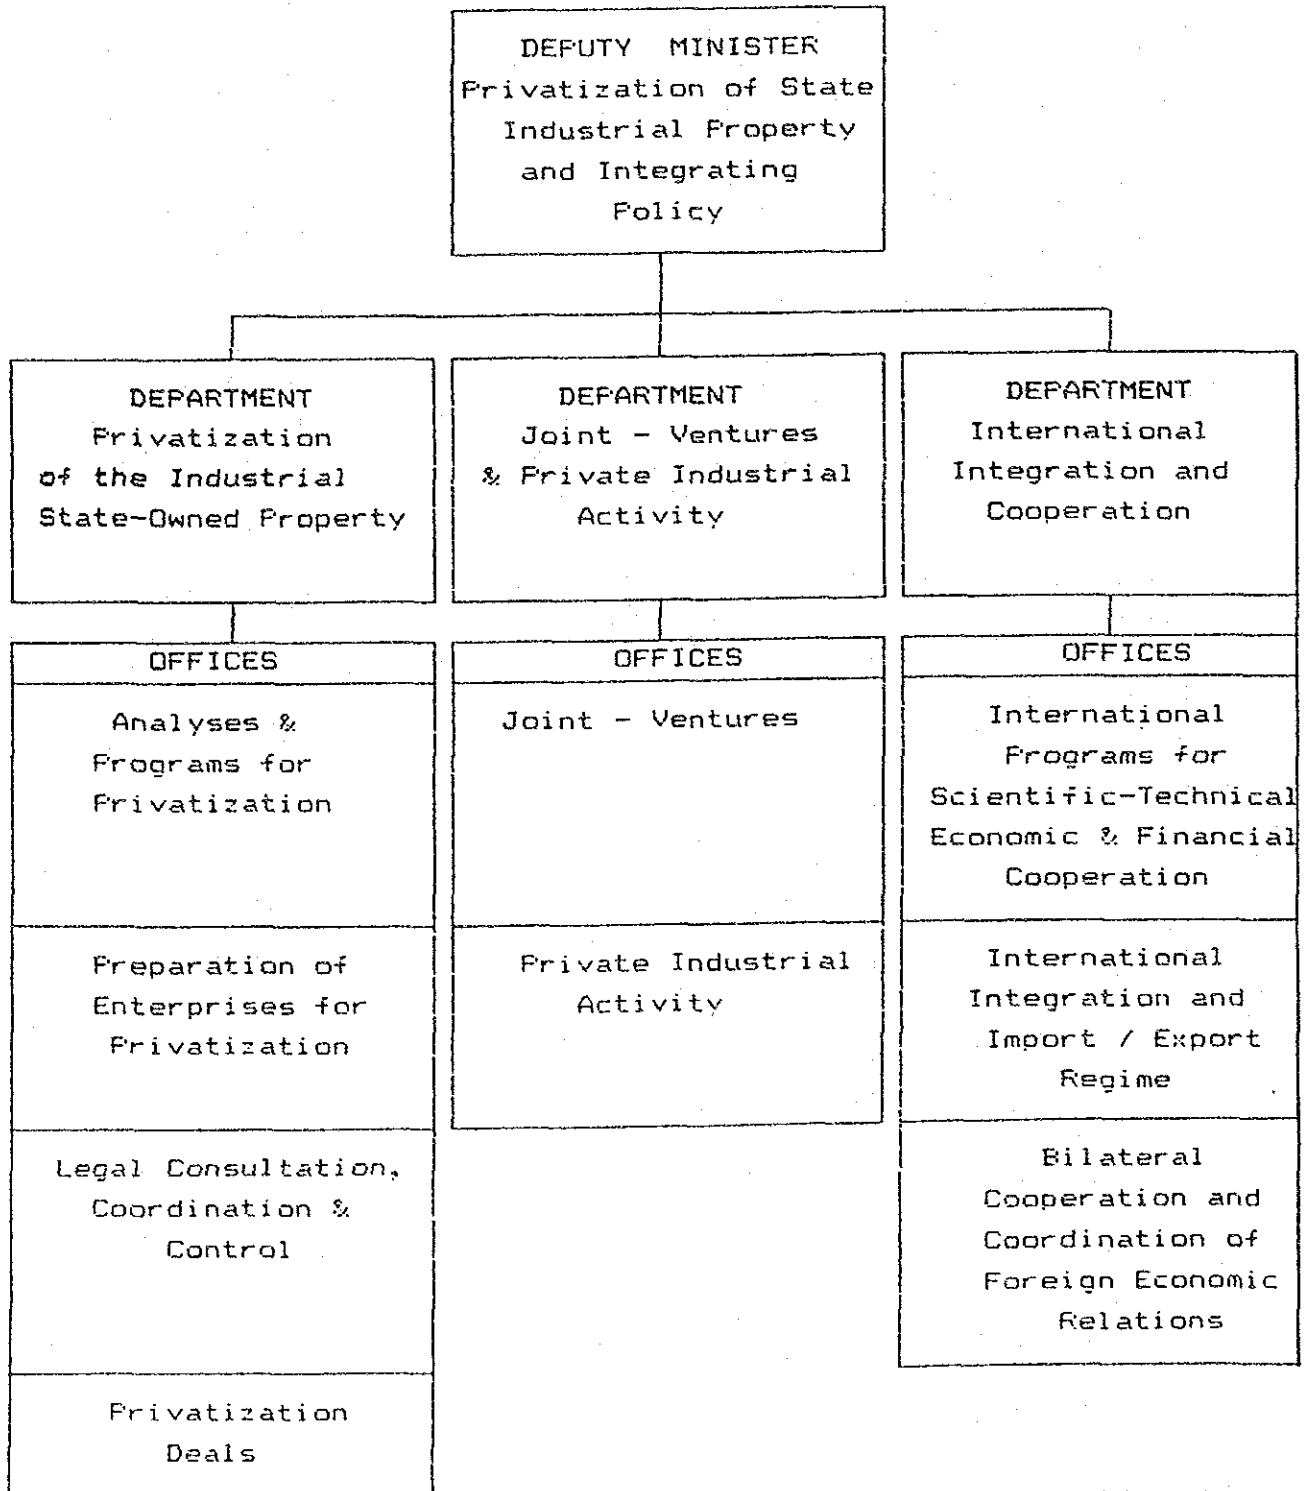 DEPUTY MINISTER
Privatization of State
Industrial Property
and Integrating
Policy
DEPARTMENT
Privatization
of the Industrial
State-Owned Property
DEPARTMENT
Joint - Ventures
& Private Industrial
Activity
DEPARTMENT
International
Integration and
Cooperation
OFFICES
Analyses &
Programs for
Privatization
Preparation of
Enterprises for
Privatization
Legal Consultation,
Coordination &
Control
Privatization
Deals
OFFICES
Joint - Ventures
Private Industrial
Activity
OFFICES
International
Programs for
Scientific-Technical
Economic & Financial
Cooperation
International
Integration and
Import / Export
Regime
Bilateral
Cooperation and
Coordination of
Foreign Economic
Relations